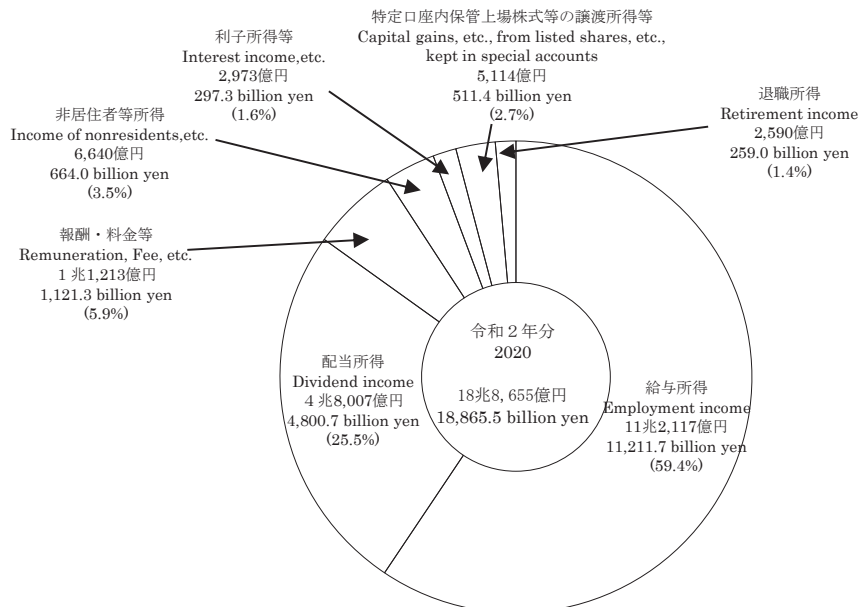 特定口座内保管上場株式等の譲渡所得等
Capital gains, etc., from listed shares, etc.,
kept in special accounts
5,114億円
511.4 billion yen
(2.7%)
利子所得等
Interest income,etc.
2,973億円
297.3 billion yen
(1.6%)
退職所得
Retirement income
2,590億円
259.0 billion yen
(1.4%)
非居住者等所得
Income of nonresidents,etc.
6,640億円
664.0 billion yen
(3.5%)
報酬・料金等
Remuneration, Fee, etc.
1 兆1,213億円
1,121.3 billion yen
(5.9%)
令和２年分
2020
18兆8, 655億円
18,865.5 billion yen
配当所得
Dividend income
4 兆8,007億円
4,800.7 billion yen
(25.5%)
給与所得
Employment income
11兆2,117億円
11,211.7 billion yen
(59.4%)